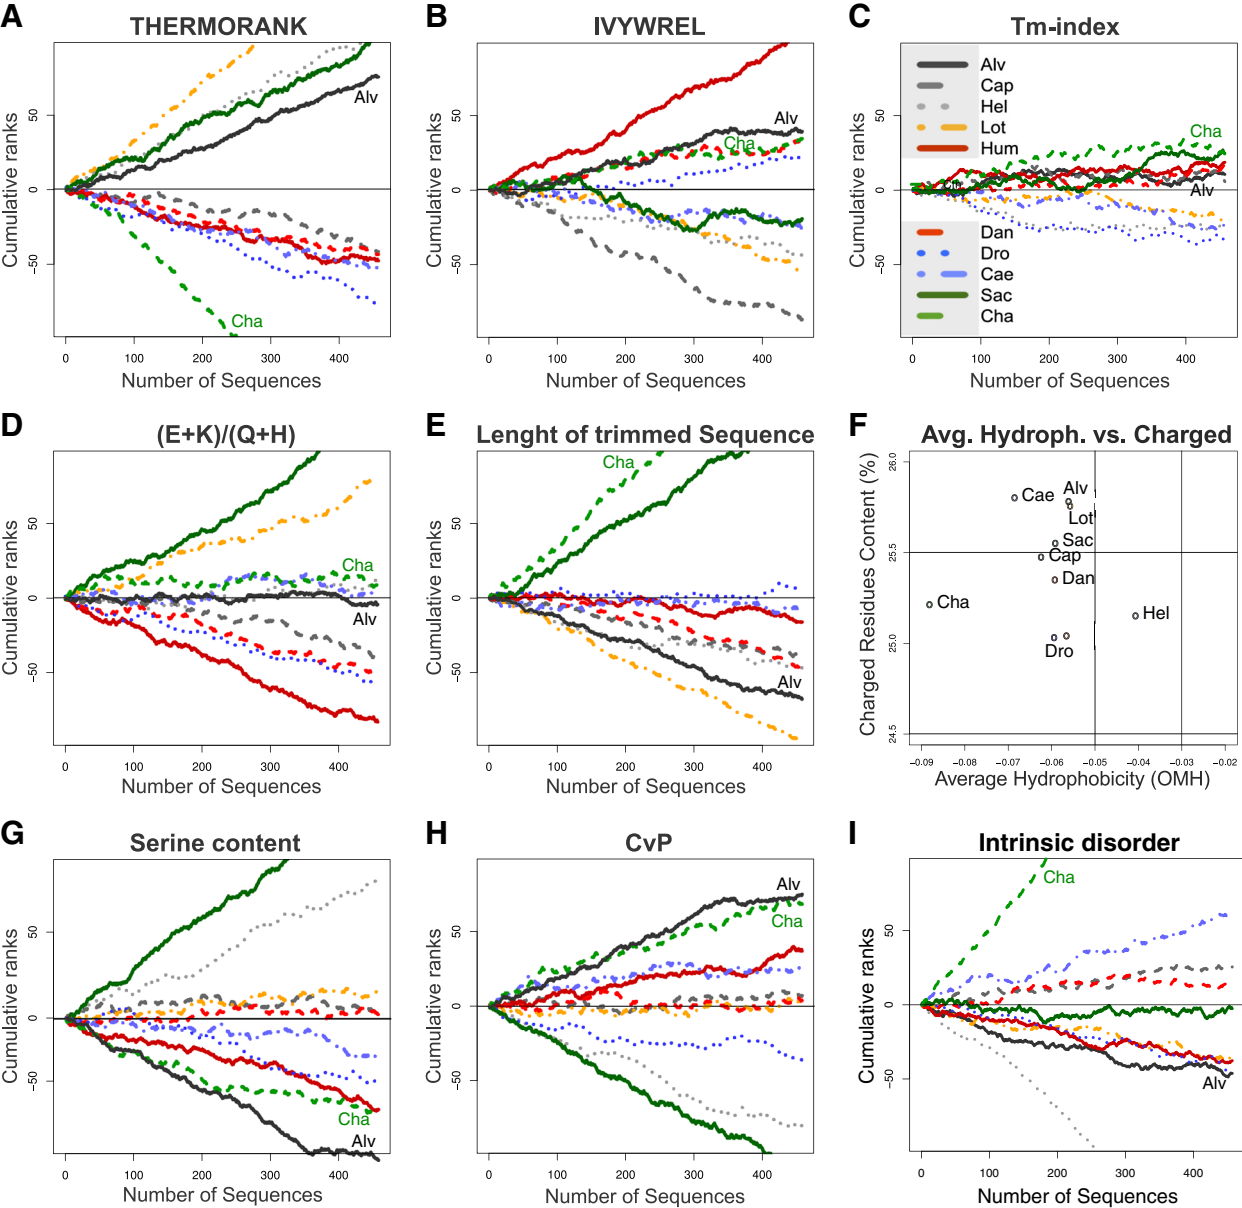 A THERMORANK
Cumulative ranks
50
0
−50
Alv
Cha
0 100 200 300 400
Number of Sequences
B IVYWREL
Cumulative ranks
50
0
−50
Alv
Cha
0 100 200 300 400
Number of Sequences
C Tm-index
Cumulative ranks
50
0
−50
Alv
Cap
Hel
Lot
Hum
Cha
Alv
Dan
Dro
Cae
Sac
Cha
0 100 200 300 400
Number of Sequences
D (E+K)/(Q+H)
Cumulative ranks
50
0
−50
Cha
Alv
0 100 200 300 400
Number of Sequences
E Lenght of trimmed Sequence
Cumulative ranks
50
0
−50
Cha
Alv
0 100 200 300 400
Number of Sequences
F Avg. Hydroph. vs. Charged
Charged Residues Content (%)
26.0
25.5
25.0
24.5
Cae
Alv
Lot
Sac
Cap
Dan
Cha
Hel
Dro
−0.09 −0.08 −0.07 −0.06 −0.05 −0.04 −0.03 −0.02
Average Hydrophobicity (OMH)
G Serine content
Cumulative ranks
50
0
−50
Cha
Alv
0 100 200 300 400
Number of Sequences
H CvP
Cumulative ranks
50
0
−50
Alv
Cha
0 100 200 300 400
Number of Sequences
I Intrinsic disorder
Cumulative ranks
50
0
−50
Cha
Alv
0 100 200 300 400
Number of Sequences